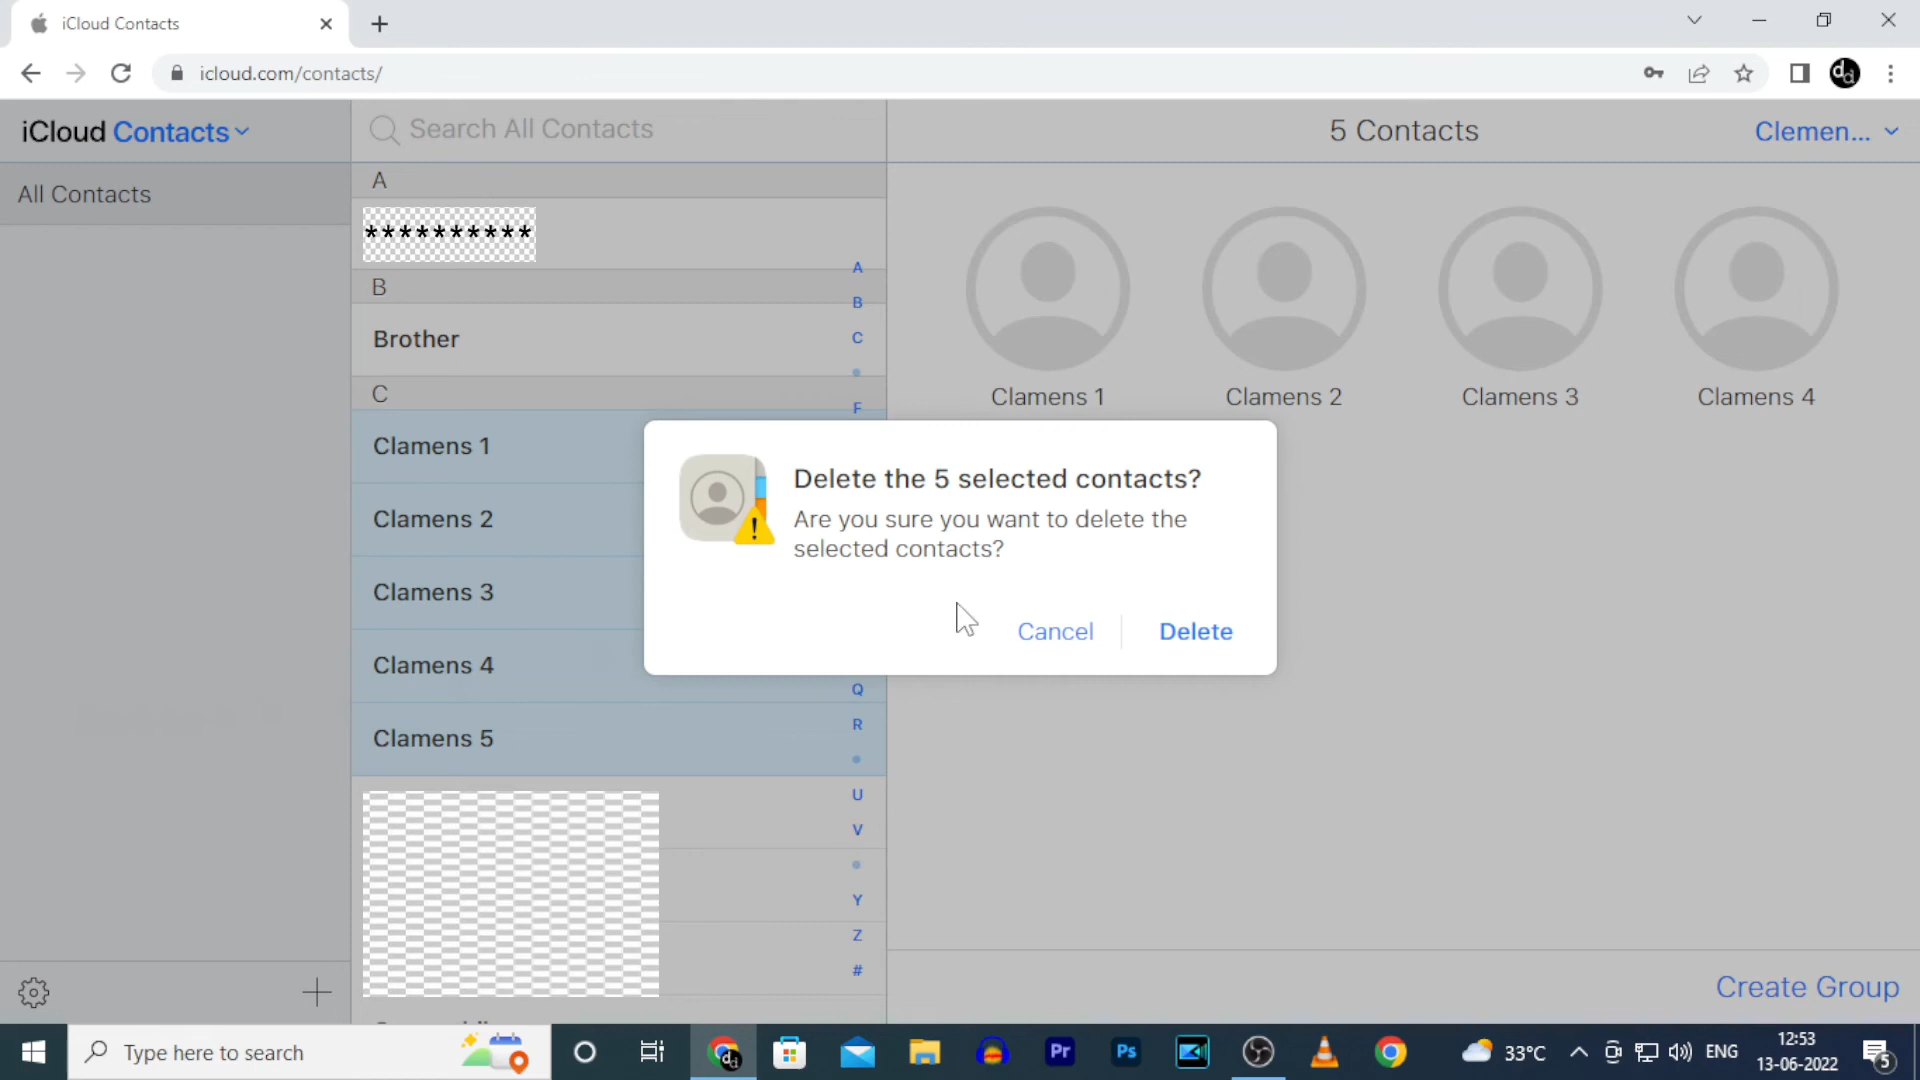 iCloud Contacts
icloud.com/contacts/
iCloud Contacts
Search All Contacts
5 Contacts
Clemen...
All Contacts
A
**********
B
Brother
C
Clamens 1
Clamens 2
Clamens 3
Clamens 4
Clamens 5
A
B
C
F
Q
R
U
V
Y
Z
#
Clamens 1
Clamens 2
Clamens 3
Clamens 4
Delete the 5 selected contacts?
Are you sure you want to delete the
selected contacts?
Cancel
Delete
Create Group
Type here to search
Pr
Ps
33°C
ENG
12:53
13-06-2022
5